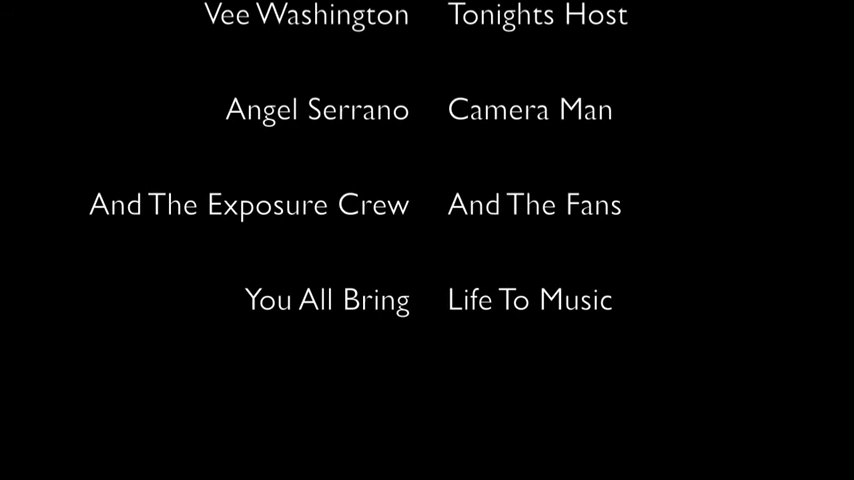 Vee Washington Tonights Host
Angel Serrano Camera Man
And The Exposure Crew And The Fans
You All Bring Life To Music